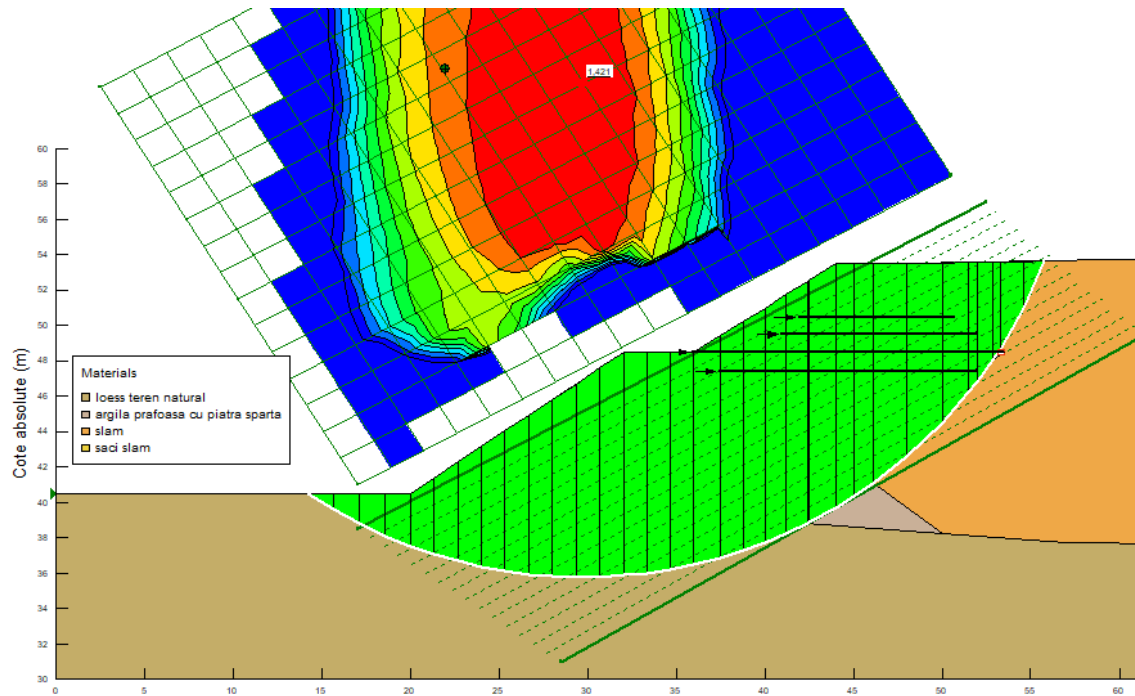 1,421
60
58
56
54
52
50
48
46
44
42
40
38
36
34
32
30
Cote absolute (m)
Materials
loess teren natural
argila prafoasa cu piatra sparta
slam
saci slam
0 5 10 15 20 25 30 35 40 45 50 55 60